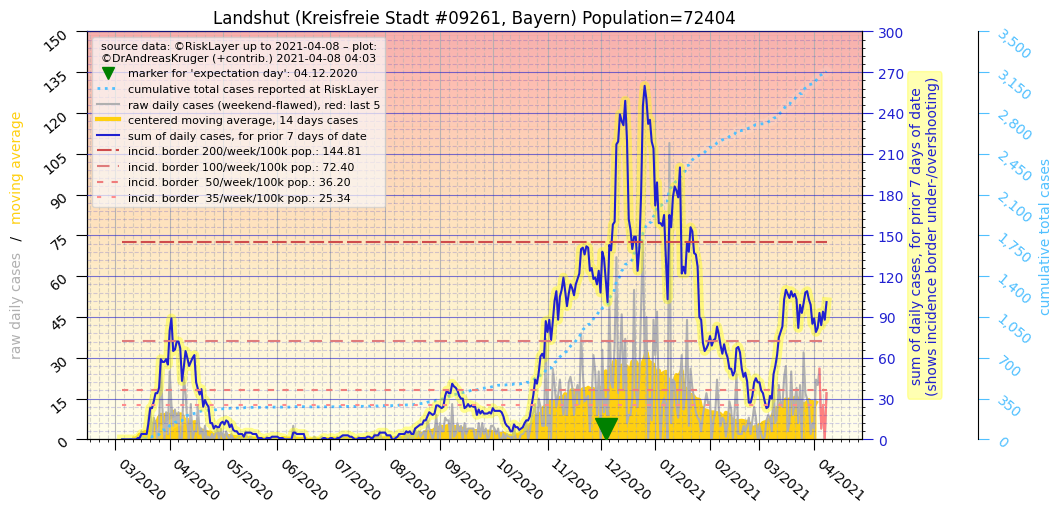 Landshut (Kreisfreie Stadt #09261, Bayern) Population=72404
source data: ©RiskLayer up to 2021-04-08 – plot:
©DrAndreasKruger (+contrib.) 2021-04-08 04:03
marker for 'expectation day': 04.12.2020
cumulative total cases reported at RiskLayer
raw daily cases (weekend-flawed), red: last 5
centered moving average, 14 days cases
sum of daily cases, for prior 7 days of date
incid. border 200/week/100k pop.: 144.81
incid. border 100/week/100k pop.: 72.40
incid. border  50/week/100k pop.: 36.20
incid. border  35/week/100k pop.: 25.34
raw daily cases / moving average
150
135
120
105
90
75
60
45
30
15
0
03/2020
04/2020
05/2020
06/2020
07/2020
08/2020
09/2020
10/2020
11/2020
12/2020
01/2021
02/2021
03/2021
04/2021
300
270
240
210
180
150
120
90
60
30
0
sum of daily cases, for prior 7 days of date
(shows incidence border under-/overshooting)
3,500
3,150
2,800
2,450
2,100
1,750
1,400
1,050
700
350
0
cumulative total cases